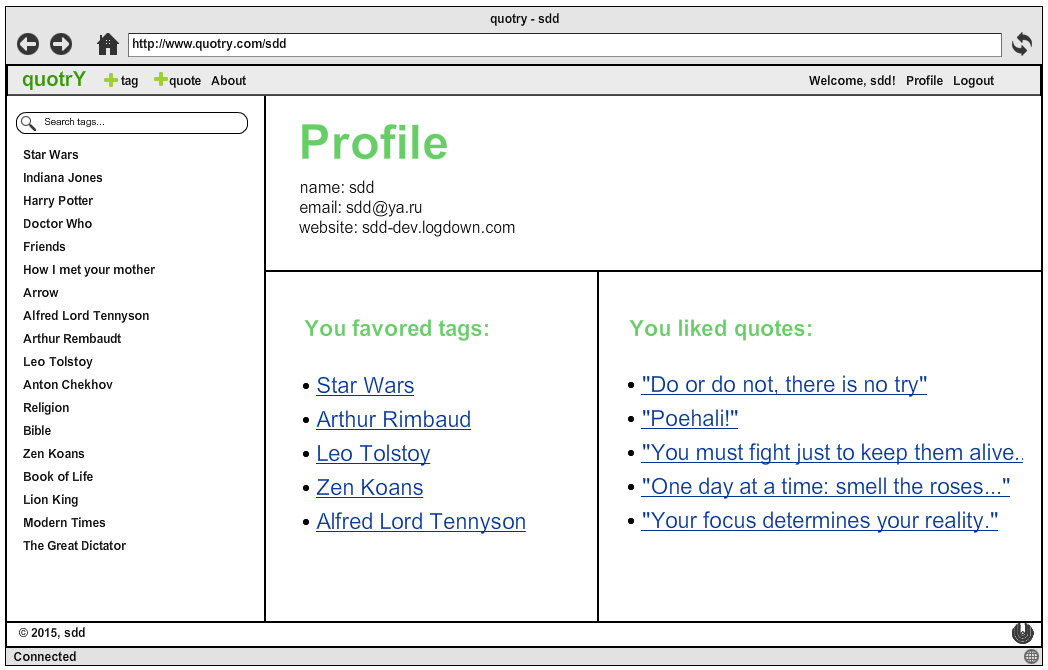 quotry - sdd
http://www.quotry.com/sdd
quotrY tag quote About Welcome, sdd! Profile Logout
Search tags...
Star Wars
Indiana Jones
Harry Potter
Doctor Who
Friends
How I met your mother
Arrow
Alfred Lord Tennyson
Arthur Rembaudt
Leo Tolstoy
Anton Chekhov
Religion
Bible
Zen Koans
Book of Life
Lion King
Modern Times
The Great Dictator
Profile
name: sdd
email: sdd@ya.ru
website: sdd-dev.logdown.com
You favored tags:
• Star Wars
• Arthur Rimbaud
• Leo Tolstoy
• Zen Koans
• Alfred Lord Tennyson
You liked quotes:
• "Do or do not, there is no try"
• "Poehali!"
• "You must fight just to keep them alive..
• "One day at a time: smell the roses..."
• "Your focus determines your reality."
© 2015, sdd
Connected